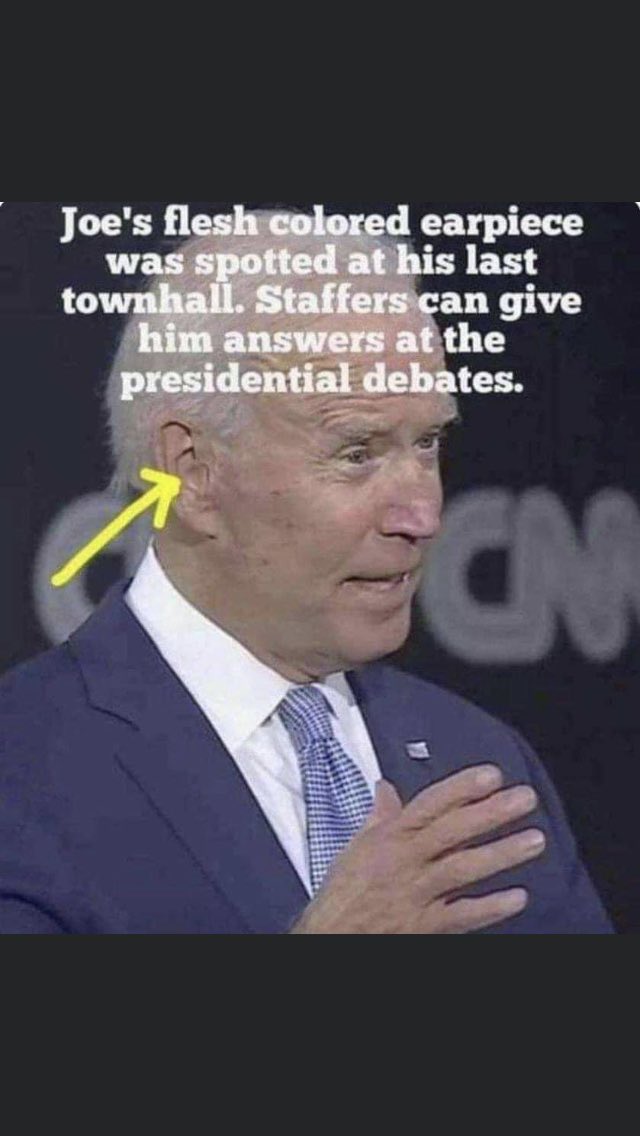 Joe's flesh colored earpiece
was spotted at his last
townhall. Staffers can give
him answers at the
presidential debates.
C CN